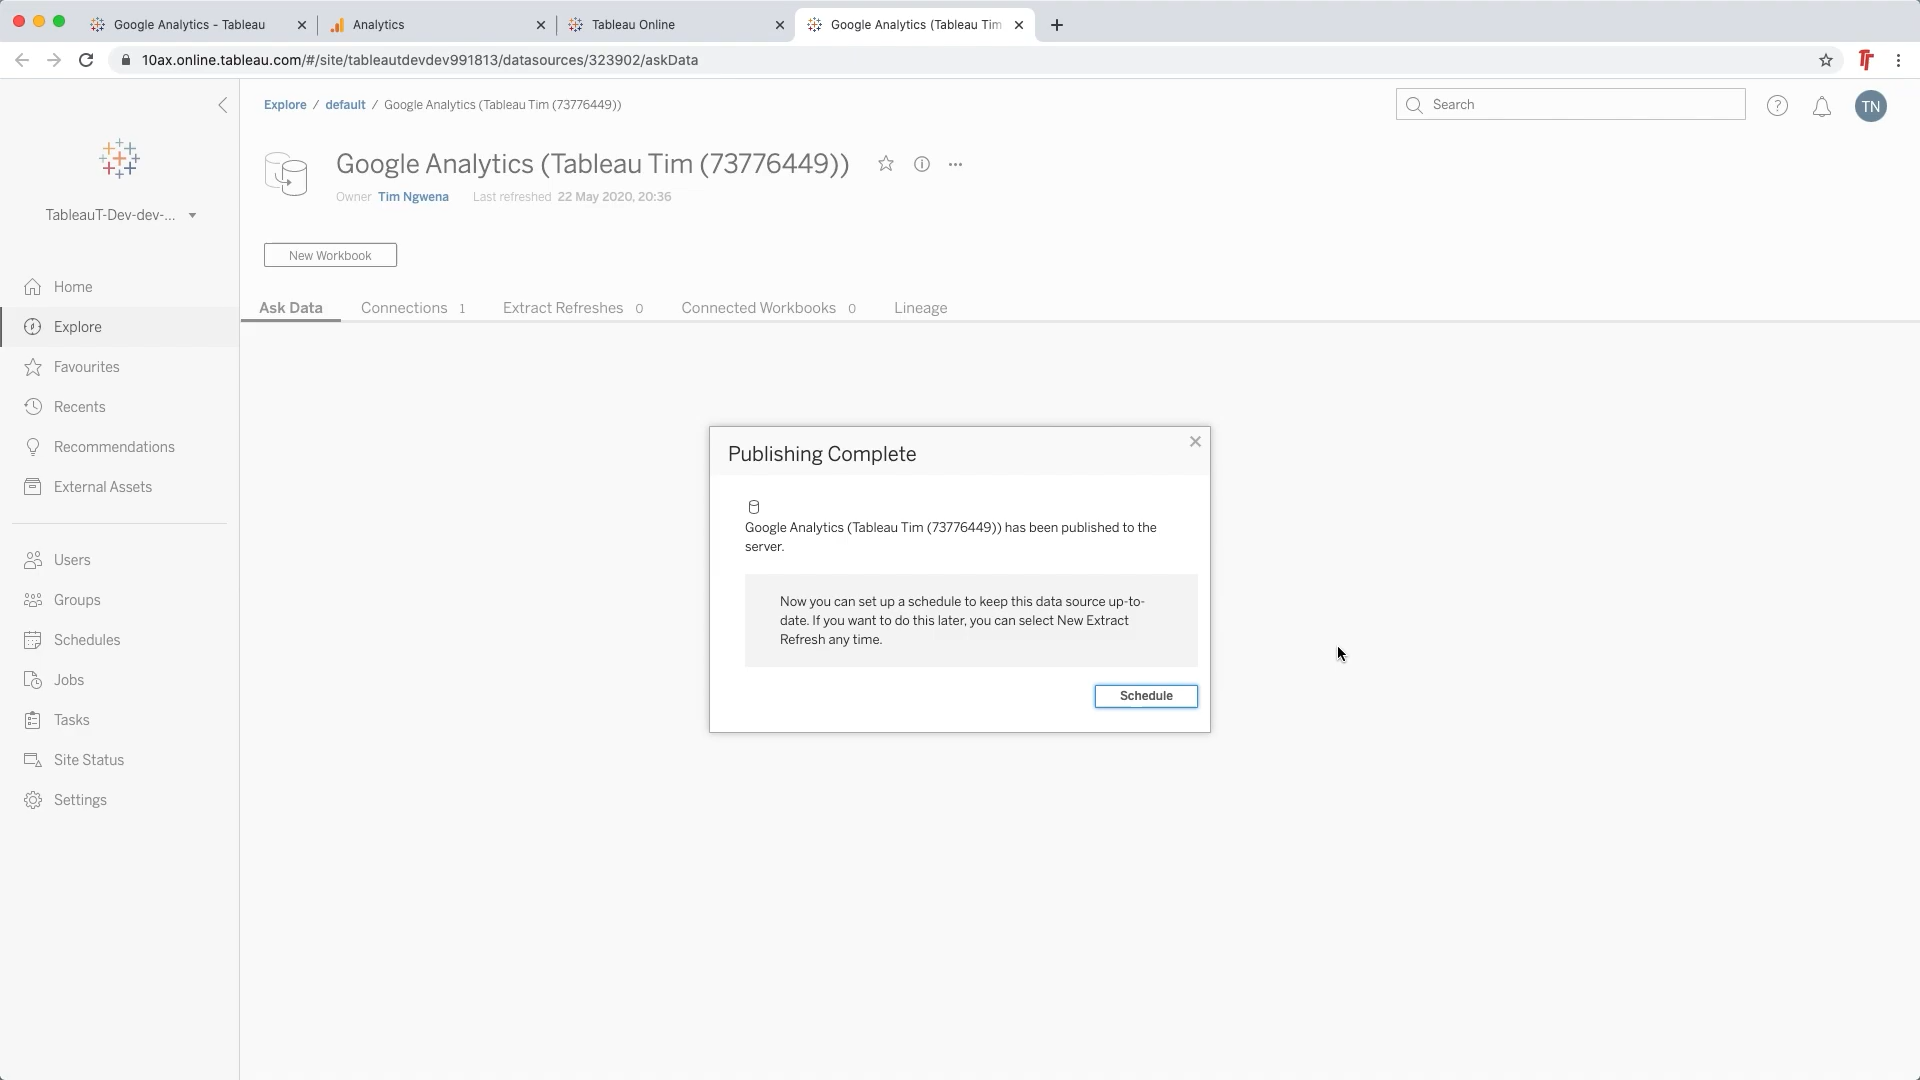 Google Analytics - Tableau
Analytics
Tableau Online
Google Analytics (Tableau Tim
10ax.online.tableau.com/#/site/tableautdevdev991813/datasources/323902/askData
Explore / default / Google Analytics (Tableau Tim (73776449))
Search
TN
Google Analytics (Tableau Tim (73776449))
Owner Tim Ngwena Last refreshed 22 May 2020, 20:36
TableauT-Dev-dev-...
New Workbook
Ask Data Connections 1 Extract Refreshes 0 Connected Workbooks 0 Lineage
Home
Explore
Favourites
Recents
Recommendations
External Assets
Users
Groups
Schedules
Jobs
Tasks
Site Status
Settings
Publishing Complete
Google Analytics (Tableau Tim (73776449)) has been published to the
server.
Now you can set up a schedule to keep this data source up-to-
date. If you want to do this later, you can select New Extract
Refresh any time.
Schedule